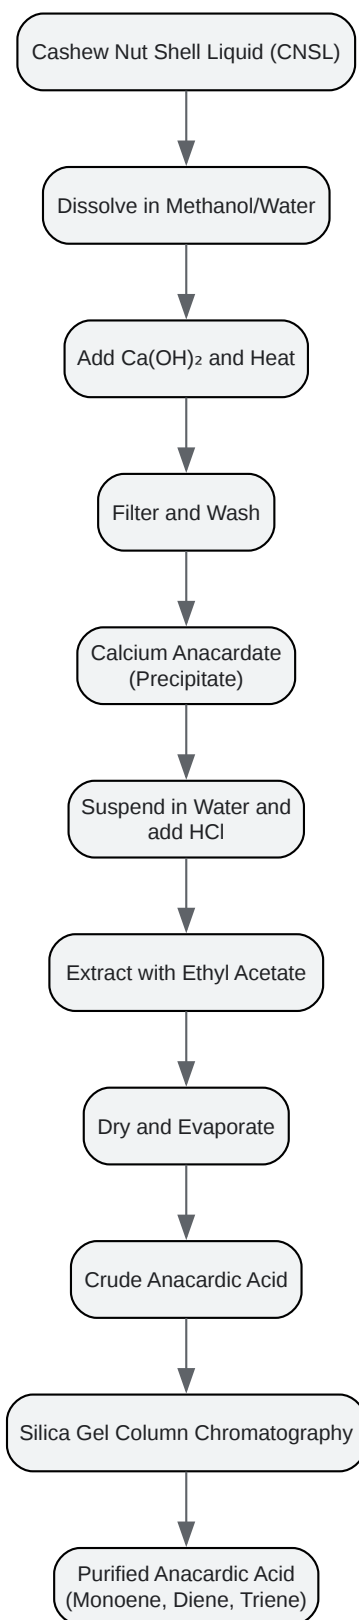 Cashew Nut Shell Liquid (CNSL)
Dissolve in Methanol/Water
Add Ca(OH)₂ and Heat
Filter and Wash
Calcium Anacardate
(Precipitate)
Suspend in Water and
add HCl
Extract with Ethyl Acetate
Dry and Evaporate
Crude Anacardic Acid
Silica Gel Column Chromatography
Purified Anacardic Acid
(Monoene, Diene, Triene)